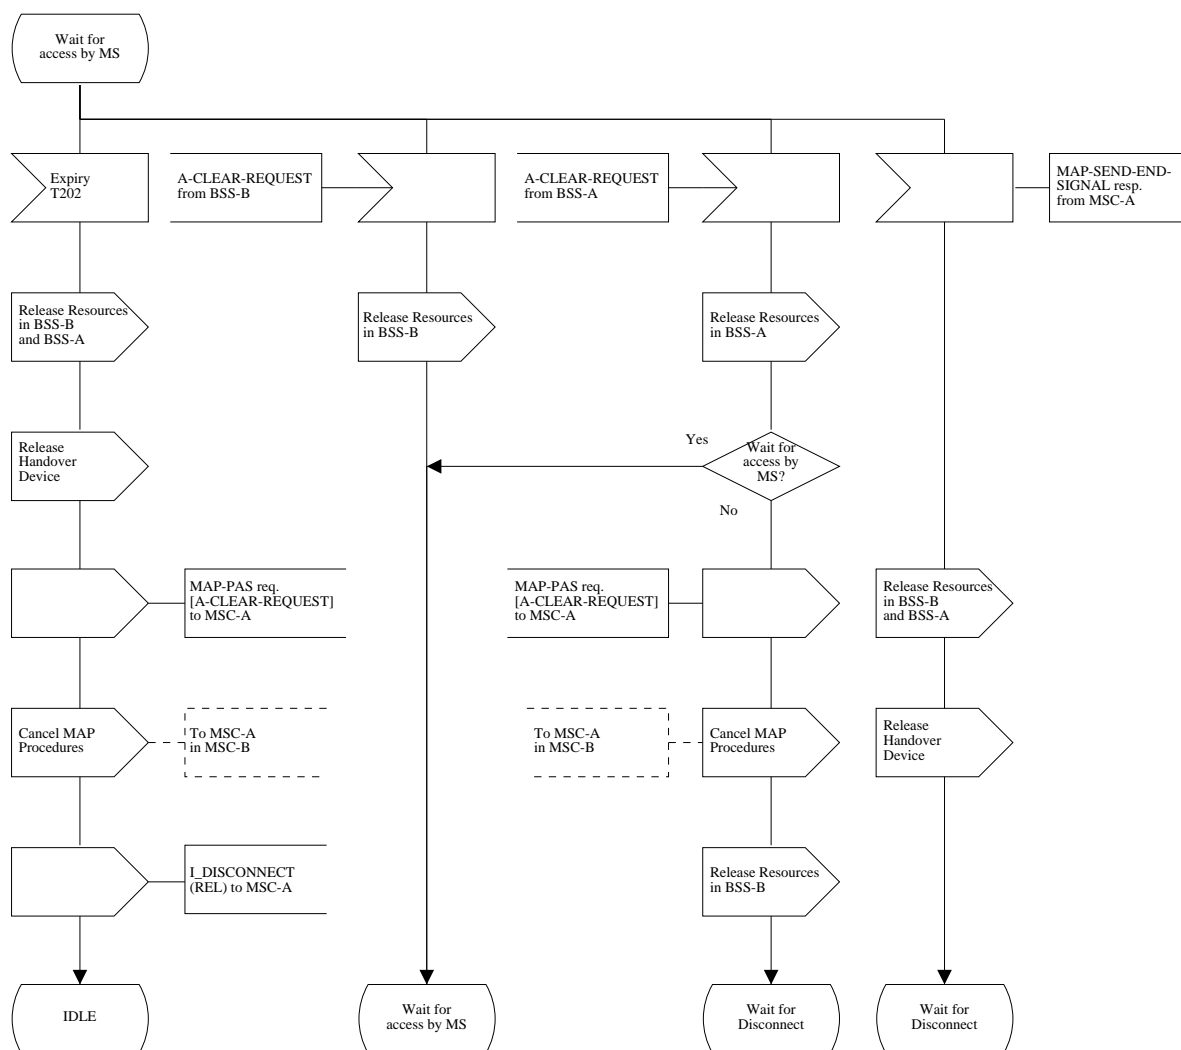 Wait for
access by MS
Expiry
T202
A-CLEAR-REQUEST
from BSS-B
A-CLEAR-REQUEST
from BSS-A
MAP-SEND-END-
SIGNAL resp.
from MSC-A
Release Resources
in BSS-B
and BSS-A
Release Resources
in BSS-B
Release Resources
in BSS-A
Release
Handover
Device
Yes
Wait for
access by
MS?
No
MAP-PAS req.
[A-CLEAR-REQUEST]
to MSC-A
MAP-PAS req.
[A-CLEAR-REQUEST]
to MSC-A
Release Resources
in BSS-B
and BSS-A
Cancel MAP
Procedures
To MSC-A
in MSC-B
To MSC-A
in MSC-B
Cancel MAP
Procedures
Release
Handover
Device
I_DISCONNECT
(REL) to MSC-A
Release Resources
in BSS-B
IDLE
Wait for
access by MS
Wait for
Disconnect
Wait for
Disconnect